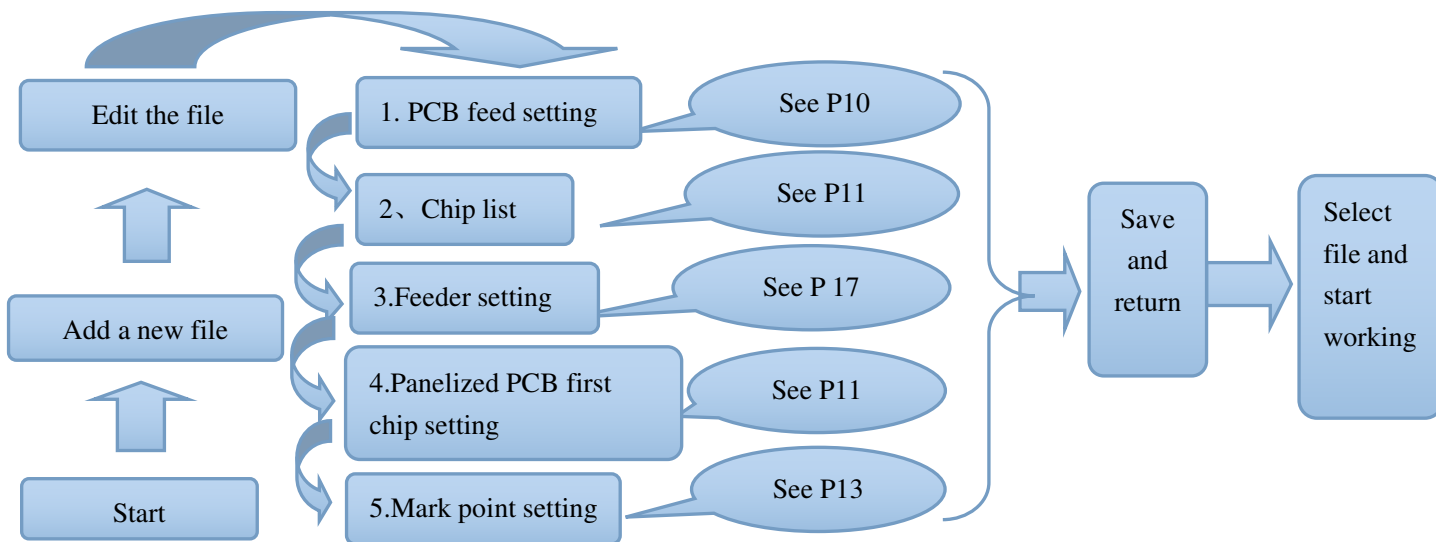 Start
Add a new file
Edit the file
1. PCB feed setting
See P10
2、Chip list
See P11
3.Feeder setting
See P 17
4.Panelized PCB first
chip setting
See P11
5.Mark point setting
See P13
Save
and
return
Select
file and
start
working